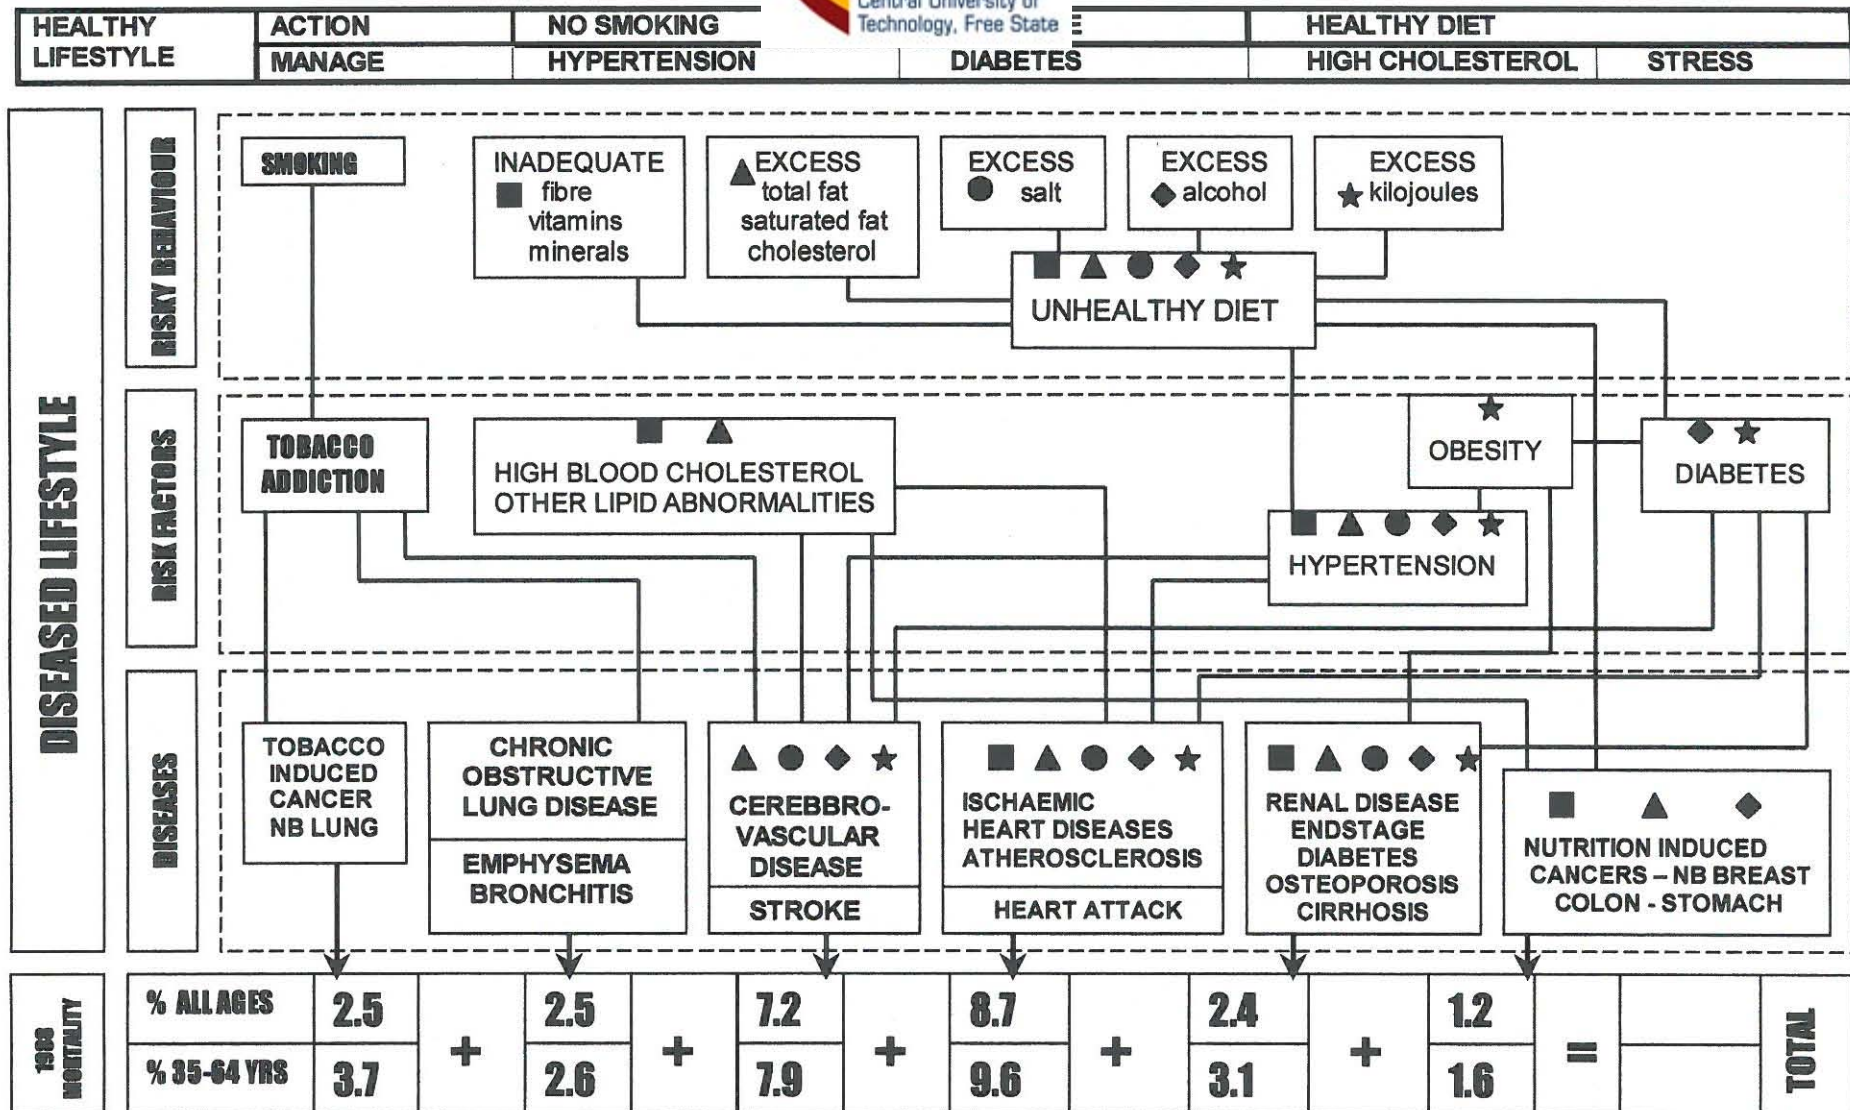 Central University of
Technology, Free State
HEALTHY
LIFESTYLE
ACTION
NO SMOKING
HEALTHY DIET
MANAGE
HYPERTENSION
DIABETES
HIGH CHOLESTEROL
STRESS
DISEASED LIFESTYLE
RISKY BEHAVIOUR
SMOKING
INADEQUATE
fibre
vitamins
minerals
EXCESS
total fat
saturated fat
cholesterol
EXCESS
salt
EXCESS
alcohol
EXCESS
kilojoules
UNHEALTHY DIET
RISK FACTORS
TOBACCO
ADDICTION
HIGH BLOOD CHOLESTEROL
OTHER LIPID ABNORMALITIES
OBESITY
DIABETES
HYPERTENSION
DISEASES
TOBACCO
INDUCED
CANCER
NB LUNG
CHRONIC
OBSTRUCTIVE
LUNG DISEASE
EMPHYSEMA
BRONCHITIS
CEREBBRO-
VASCULAR
DISEASE
STROKE
ISCHAEMIC
HEART DISEASES
ATHEROSCLEROSIS
HEART ATTACK
RENAL DISEASE
ENDSTAGE
DIABETES
OSTEOPOROSIS
CIRRHOSIS
NUTRITION INDUCED
CANCERS – NB BREAST
COLON - STOMACH
1988
MORTALITY
% ALL AGES 2.5 + 2.5 + 7.2 + 8.7 + 2.4 + 1.2 =
% 35-64 YRS 3.7 2.6 7.9 9.6 3.1 1.6
TOTAL